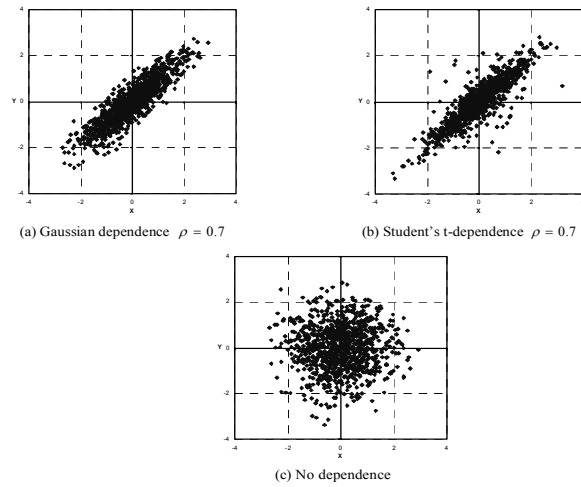 4
2
Y 0
-2
-4
-4 -2 0 2 4
X
(a) Gaussian dependence ρ = 0.7
4
2
Y 0
-2
-4
-4 -2 0 2 4
X
(b) Student's t-dependence ρ = 0.7
4
2
Y 0
-2
-4
-4 -2 0 2 4
X
(c) No dependence